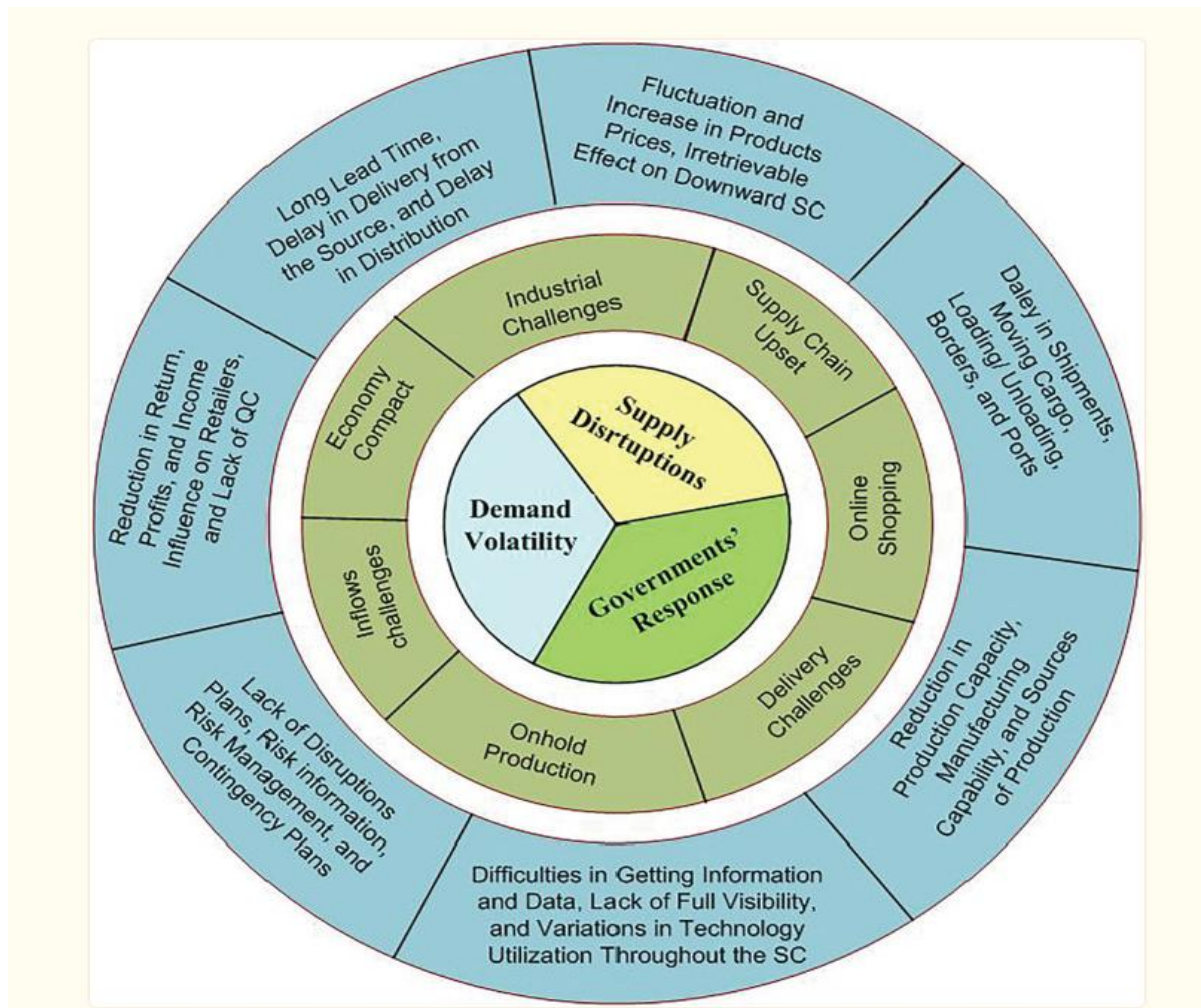 Fluctuation and
Increase in Products
Prices, Irretrievable
Effect on Downward SC
Daley in Shipments,
Moving Cargo,
Loading/ Unloading,
Borders, and Ports
Reduction in
Production Capacity,
Manufacturing
Capability, and Sources
of Production
Difficulties in Getting Information
and Data, Lack of Full Visibility,
and Variations in Technology
Utilization Throughout the SC
Lack of Disruptions
Plans, Risk information,
Risk Management, and
Contingency Plans
Reduction in Return,
Profits, and Income
Influence on Retailers,
and Lack of QC
Long Lead Time,
Delay in Delivery from
the Source, and Delay
in Distribution
Industrial
Challenges
Supply Chain
Upset
Online
Shopping
Delivery
Challenges
Onhold
Production
Inflows
challenges
Economy
Compact
Supply
Disrtuptions
Governments’
Response
Demand
Volatility